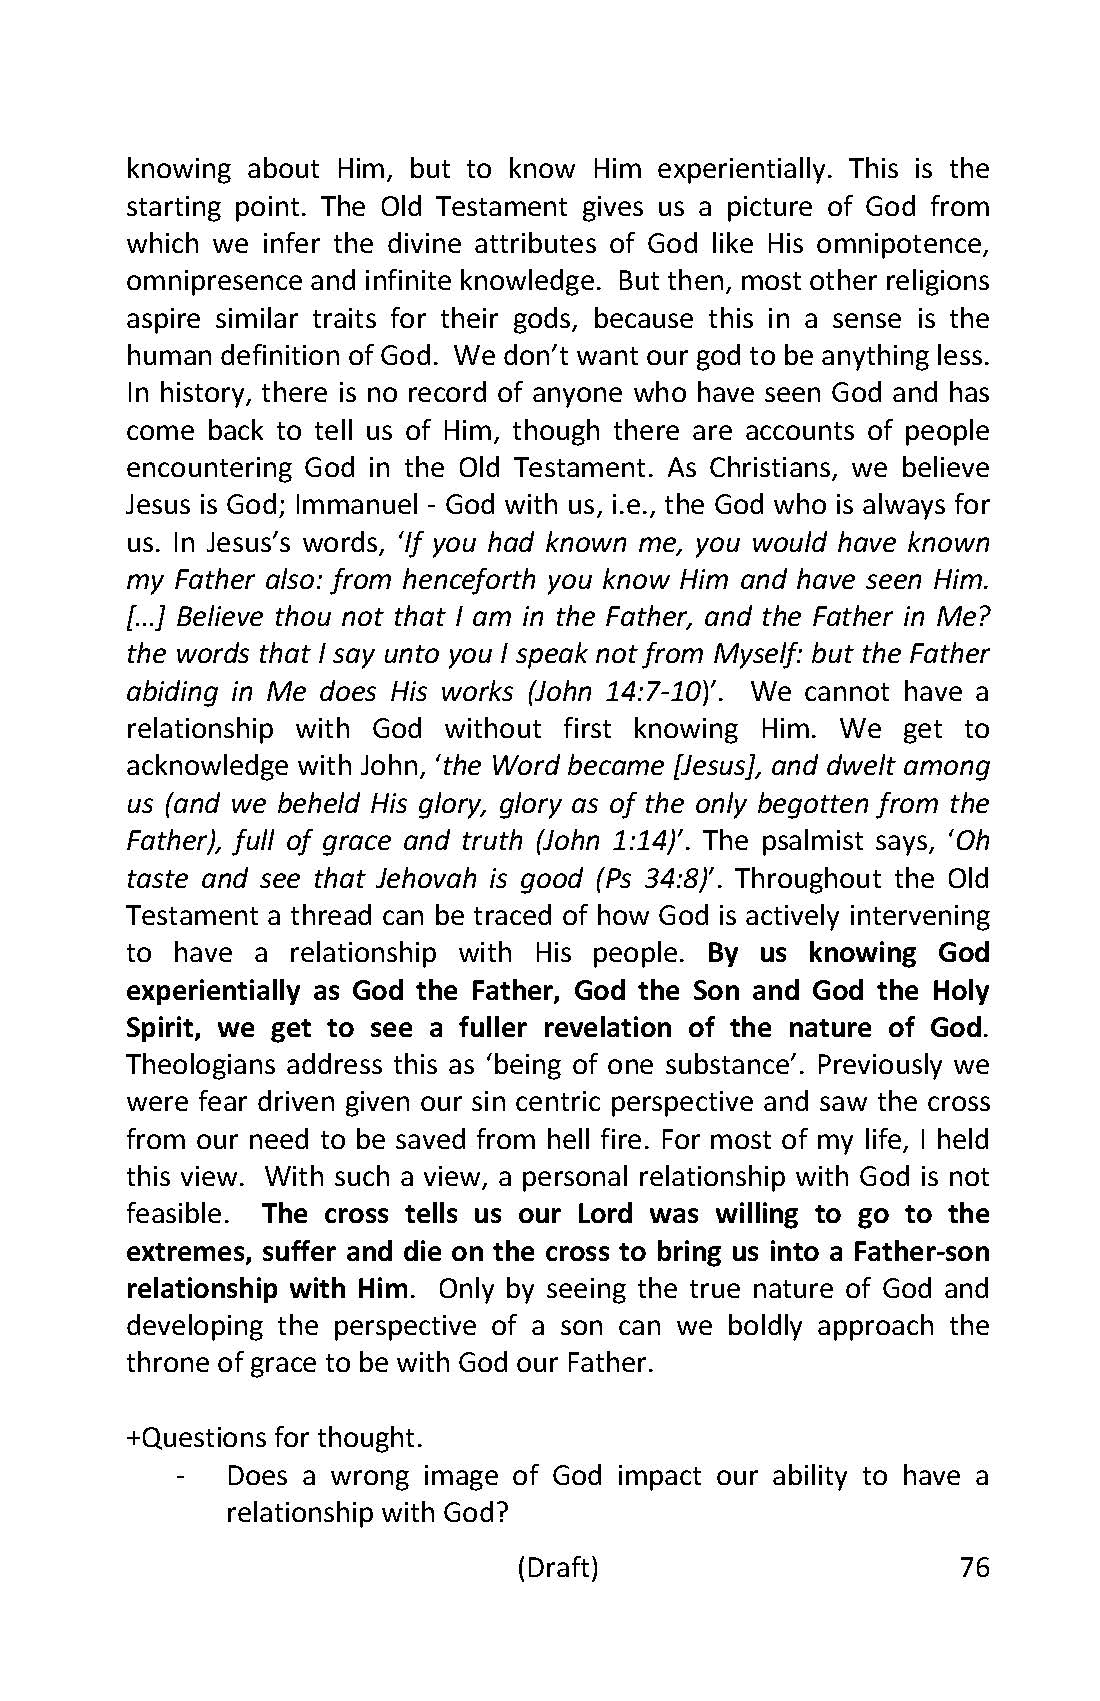 knowing about Him, but to know Him experientially. This is the
starting point. The Old Testament gives us a picture of God from
which we infer the divine attributes of God like His omnipotence,
omnipresence and infinite knowledge.  But then, most other religions
aspire similar traits for their gods, because this in a sense is the
human definition of God.  We don’t want our god to be anything less.
In history, there is no record of anyone who have seen God and has
come back to tell us of Him, though there are accounts of people
encountering God in the Old Testament. As Christians, we believe
Jesus is God; Immanuel - God with us, i.e., the God who is always for
us. In Jesus’s words, ‘If you had known me, you would have known
my Father also: from henceforth you know Him and have seen Him.
[…] Believe thou not that I am in the Father, and the Father in Me?
the words that I say unto you I speak not from Myself: but the Father
abiding in Me does His works (John 14:7-10)’.  We cannot have a
relationship with God without first knowing Him. We get to
acknowledge with John, ‘the Word became [Jesus], and dwelt among
us (and we beheld His glory, glory as of the only begotten from the
Father), full of grace and truth (John 1:14)’. The psalmist says, ‘Oh
taste and see that Jehovah is good (Ps 34:8)’. Throughout the Old
Testament a thread can be traced of how God is actively intervening
to have a relationship with His people. By us knowing God
experientially as God the Father, God the Son and God the Holy
Spirit, we get to see a fuller revelation of the nature of God.
Theologians address this as ‘being of one substance’. Previously we
were fear driven given our sin centric perspective and saw the cross
from our need to be saved from hell fire. For most of my life, I held
this view.  With such a view, a personal relationship with God is not
feasible.  The cross tells us our Lord was willing to go to the
extremes, suffer and die on the cross to bring us into a Father-son
relationship with Him.  Only by seeing the true nature of God and
developing the perspective of a son can we boldly approach the
throne of grace to be with God our Father.
+Questions for thought.
- Does a wrong image of God impact our ability to have a
relationship with God?
(Draft) 76